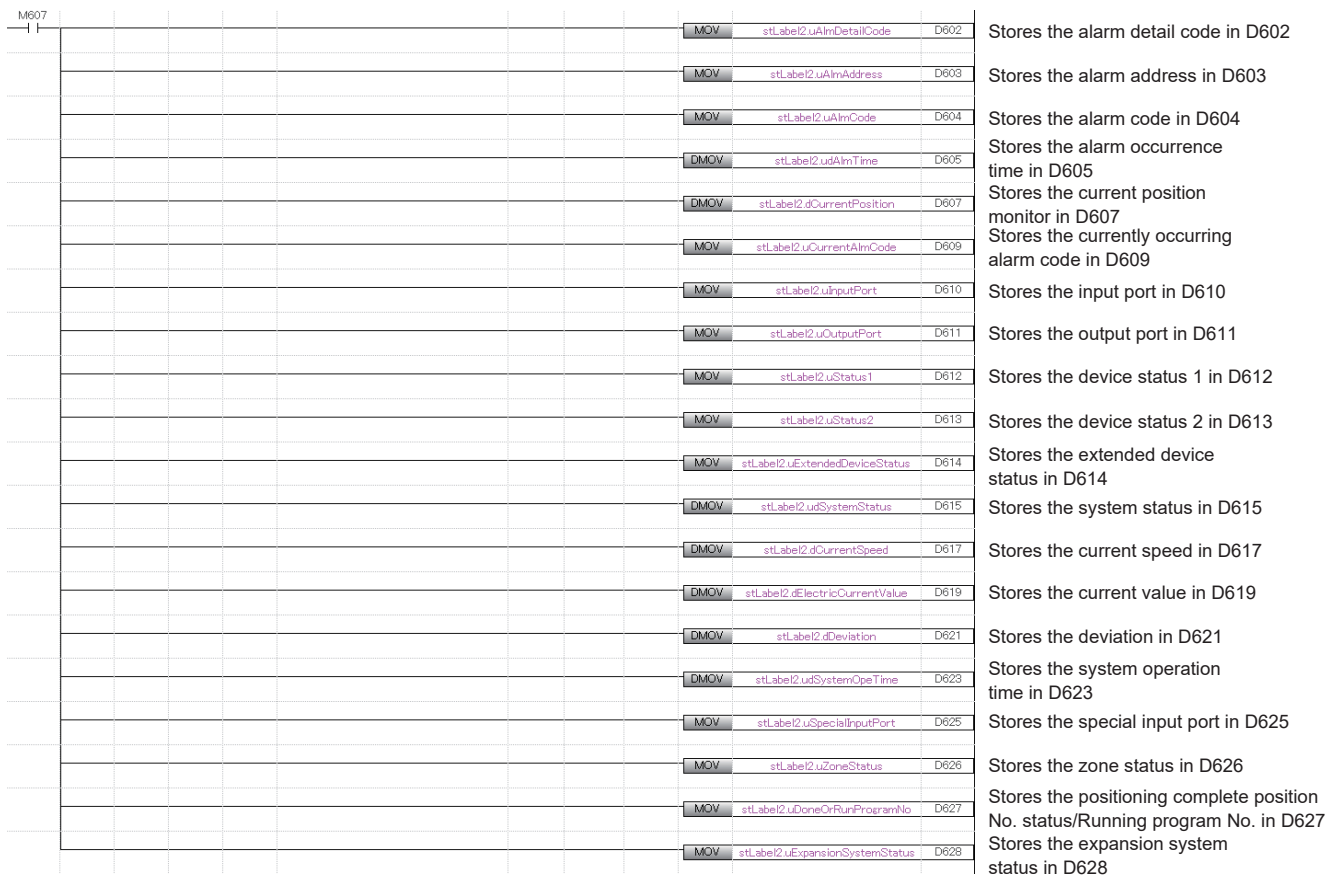 M607
MOV stLabel2.uAlmDetailCode D602 Stores the alarm detail code in D602
MOV stLabel2.uAlmAddress D603 Stores the alarm address in D603
MOV stLabel2.uAlmCode D604 Stores the alarm code in D604
DMOV stLabel2.udAlmTime D605 Stores the alarm occurrence
time in D605
DMOV stLabel2.dCurrentPosition D607 Stores the current position
monitor in D607
MOV stLabel2.uCurrentAlmCode D609 Stores the currently occurring
alarm code in D609
MOV stLabel2.uInputPort D610 Stores the input port in D610
MOV stLabel2.uOutputPort D611 Stores the output port in D611
MOV stLabel2.uStatus1 D612 Stores the device status 1 in D612
MOV stLabel2.uStatus2 D613 Stores the device status 2 in D613
MOV stLabel2.uExtendedDeviceStatus D614 Stores the extended device
status in D614
DMOV stLabel2.udSystemStatus D615 Stores the system status in D615
DMOV stLabel2.dCurrentSpeed D617 Stores the current speed in D617
DMOV stLabel2.dElectricCurrentValue D619 Stores the current value in D619
DMOV stLabel2.dDeviation D621 Stores the deviation in D621
DMOV stLabel2.udSystemOpeTime D623 Stores the system operation
time in D623
MOV stLabel2.uSpecialInputPort D625 Stores the special input port in D625
MOV stLabel2.uZoneStatus D626 Stores the zone status in D626
MOV stLabel2.uDoneOrRunProgramNo D627 Stores the positioning complete position
No. status/Running program No. in D627
MOV stLabel2.uExpansionSystemStatus D628 Stores the expansion system
status in D628